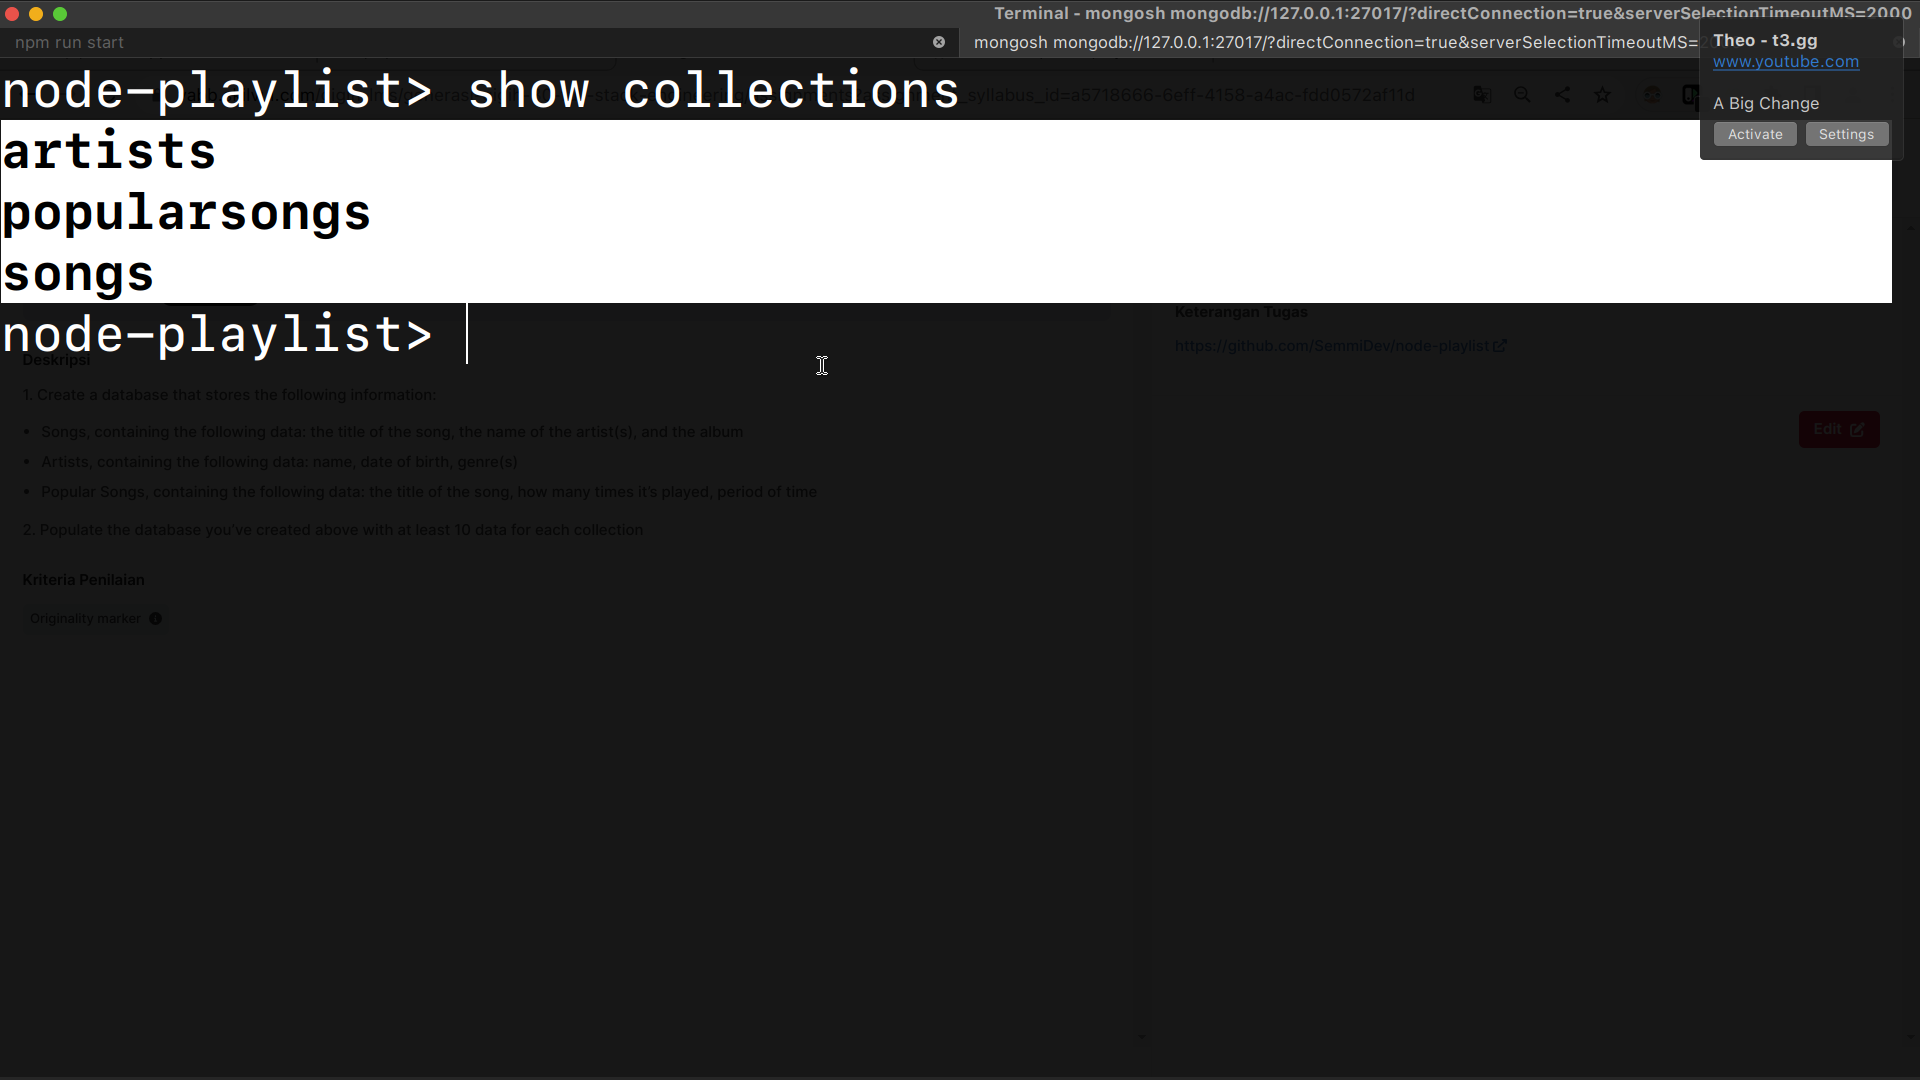 Terminal - mongosh mongodb://127.0.0.1:27017/?directConnection=true&serverSelectionTimeoutMS=2000
npm run start
mongosh mongodb://127.0.0.1:27017/?directConnection=true&serverSelectionTimeoutMS=
Theo - t3.gg
www.youtube.com
A Big Change
Activate
Settings
node-playlist> show collections
_syllabus_id=a5718666-6eff-4158-a4ac-fdd0572af11d
artists
popularsongs
songs
node-playlist>
Keterangan Tugas
https://github.com/SemmiDev/node-playlist
Edit
Deskripsi
1. Create a database that stores the following information:
• Songs, containing the following data: the title of the song, the name of the artist(s), and the album
• Artists, containing the following data: name, date of birth, genre(s)
• Popular Songs, containing the following data: the title of the song, how many times it's played, period of time
2. Populate the database you've created above with at least 10 data for each collection
Kriteria Penilaian
Originality marker